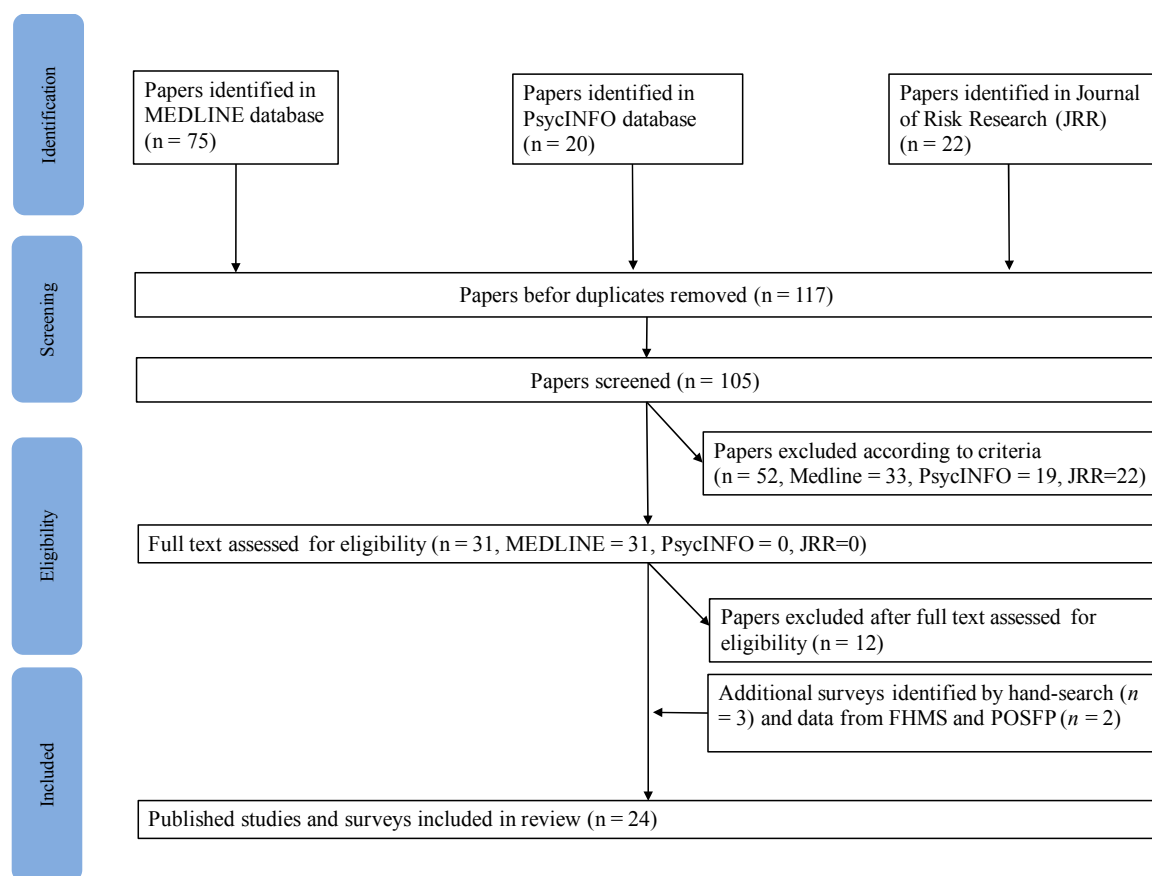 Identification
Papers identified in
MEDLINE database
(n = 75)
Papers identified in
PsycINFO database
(n = 20)
Papers identified in Journal
of Risk Research (JRR)
(n = 22)
Screening
Papers befor duplicates removed (n = 117)
Papers screened (n = 105)
Papers excluded according to criteria
(n = 52, Medline = 33, PsycINFO = 19, JRR=22)
Eligibility
Full text assessed for eligibility (n = 31, MEDLINE = 31, PsycINFO = 0, JRR=0)
Papers excluded after full text assessed for
eligibility (n = 12)
Included
Additional surveys identified by hand-search (n
= 3) and data from FHMS and POSFP (n = 2)
Published studies and surveys included in review (n = 24)